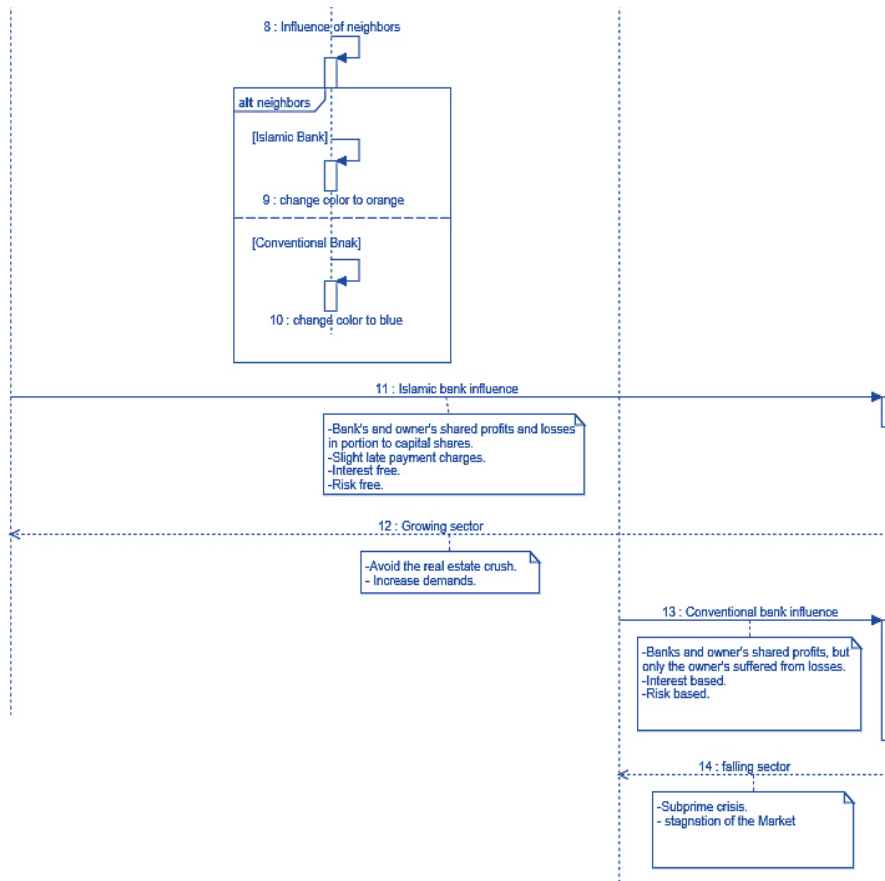 8 : Influence of neighbors
alt neighbors
[Islamic Bank]
9 : change color to orange
[Conventional Bnak]
10 : change color to blue
11 : Islamic bank influence
-Bank's and owner's shared profits and losses
in portion to capital shares.
-Slight late payment charges.
-Interest free.
-Risk free.
12 : Growing sector
-Avoid the real estate crush.
- Increase demands.
13 : Conventional bank influence
-Banks and owner's shared profits, but
only the owner's suffered from losses.
-Interest based.
-Risk based.
14 : falling sector
-Subprime crisis.
- stagnation of the Market